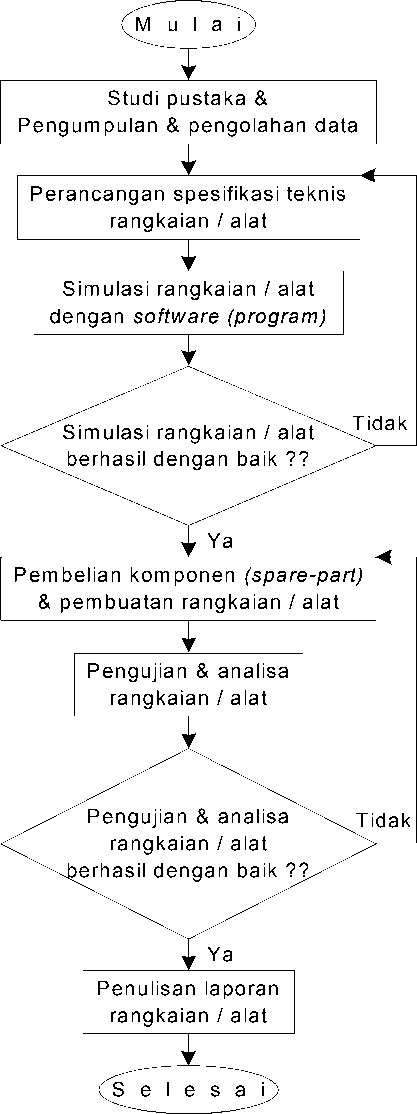 M u l a i
Studi pustaka &
Pengumpulan & pengolahan data
Perancangan spesifikasi teknis
rangkaian / alat
Simulasi rangkaian / alat
dengan software (program)
Simulasi rangkaian / alat
berhasil dengan baik ??
Tidak
Ya
Pembelian komponen (spare-part)
& pembuatan rangkaian / alat
Pengujian & analisa
rangkaian / alat
Pengujian & analisa
rangkaian / alat
berhasil dengan baik ??
Tidak
Ya
Penulisan laporan
rangkaian / alat
S e l e s a i